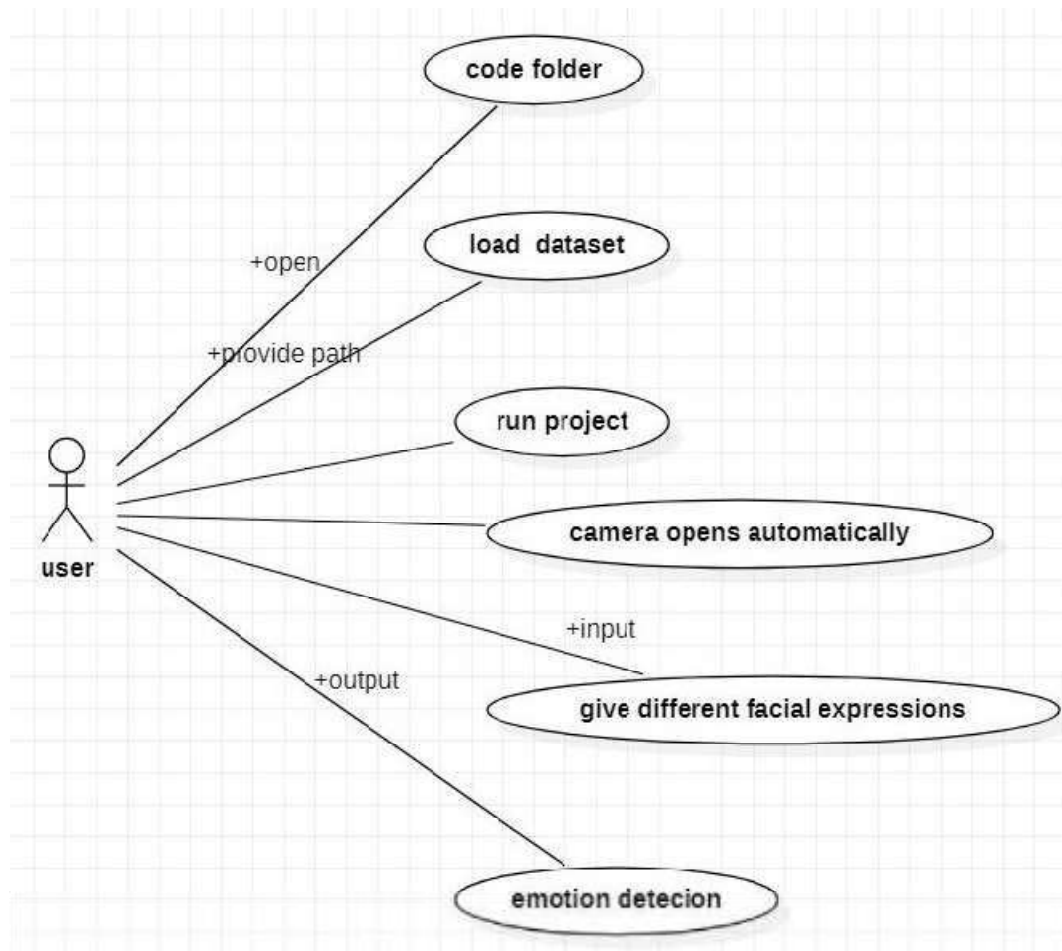 code folder
load dataset
+open
+provide path
run project
camera opens automatically
user
+input
+output
give different facial expressions
emotion detecion